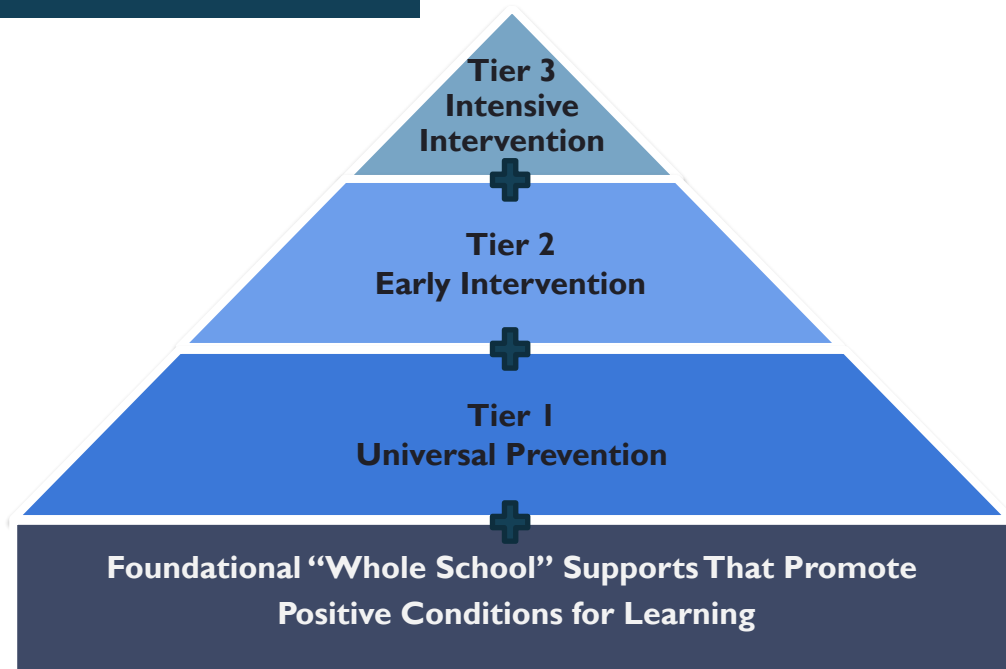 Tier 3
Intensive
Intervention
Tier 2
Early Intervention
Tier 1
Universal Prevention
Foundational “Whole School” Supports That Promote
Positive Conditions for Learning